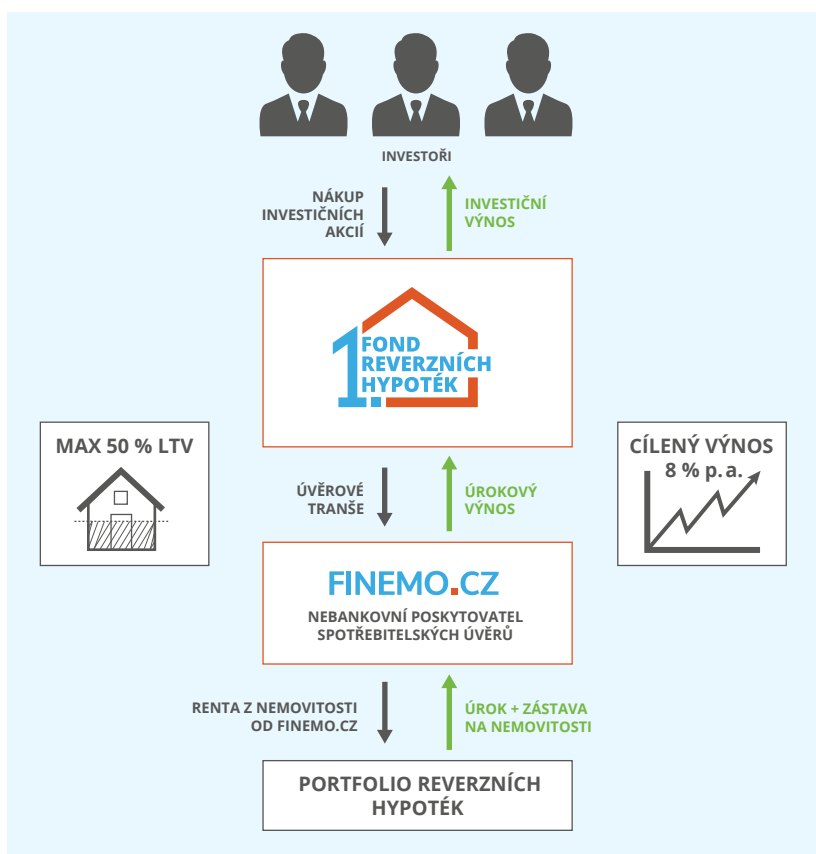 INVESTOŘI
NÁKUP
INVESTIČNÍCH
AKCIÍ
INVESTIČNÍ
VÝNOS
1.
FOND
REVERZNÍCH
HYPOTÉK
MAX 50 % LTV
CÍLENÝ VÝNOS
8 % p. a.
ÚVĚROVÉ
TRANŠE
ÚROKOVÝ
VÝNOS
FINEMO.CZ
NEBANKOVNÍ POSKYTOVATEL
SPOTŘEBITELSKÝCH ÚVĚRŮ
RENTA Z NEMOVITOSTI
OD FINEMO.CZ
ÚROK + ZÁSTAVA
NA NEMOVITOSTI
PORTFOLIO REVERZNÍCH
HYPOTÉK